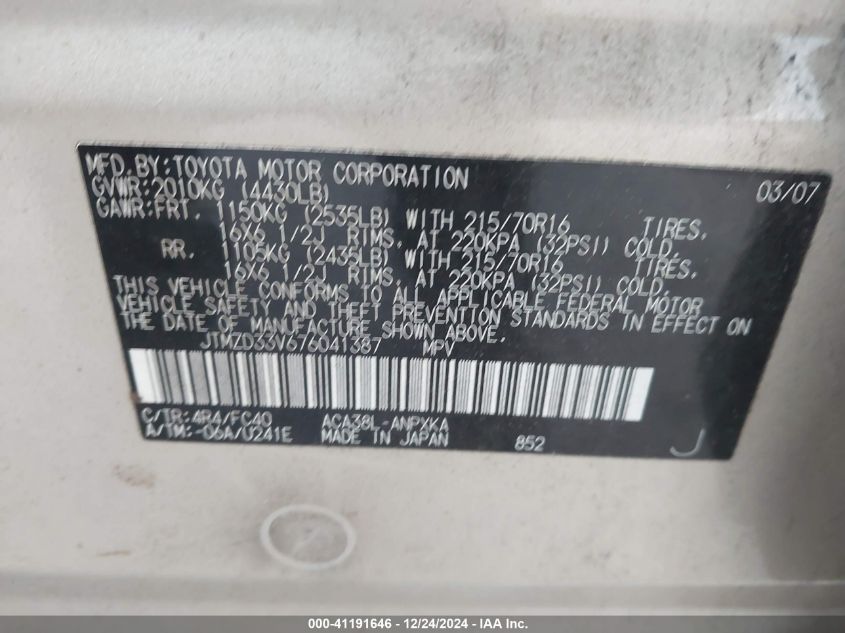 MFD.BY:TOYOTA MOTOR CORPORATION 03/07
GVWR:2010KG (4430LB)
GAWR:FRT. 1150KG (2535LB) WITH 215/70R16 TIRES,
16X6 1/2J RIMS, AT 220KPA (32PSI) COLD.
RR. 1105KG (2435LB) WITH 215/70R16 TIRES,
16X6 1/2J RIMS, AT 220KPA (32PSI) COLD.
THIS VEHICLE CONFORMS TO ALL APPLICABLE FEDERAL MOTOR
VEHICLE SAFETY AND THEFT PREVENTION STANDARDS IN EFFECT ON
THE DATE OF MANUFACTURE SHOWN ABOVE.
JTMZD33V676041387 MPV
C/TR:4R4/FC40 ACA38L-ANPXKA
A/TM:-06A/U241E MADE IN JAPAN 852 J
000-41191646 - 12/24/2024 - IAA Inc.